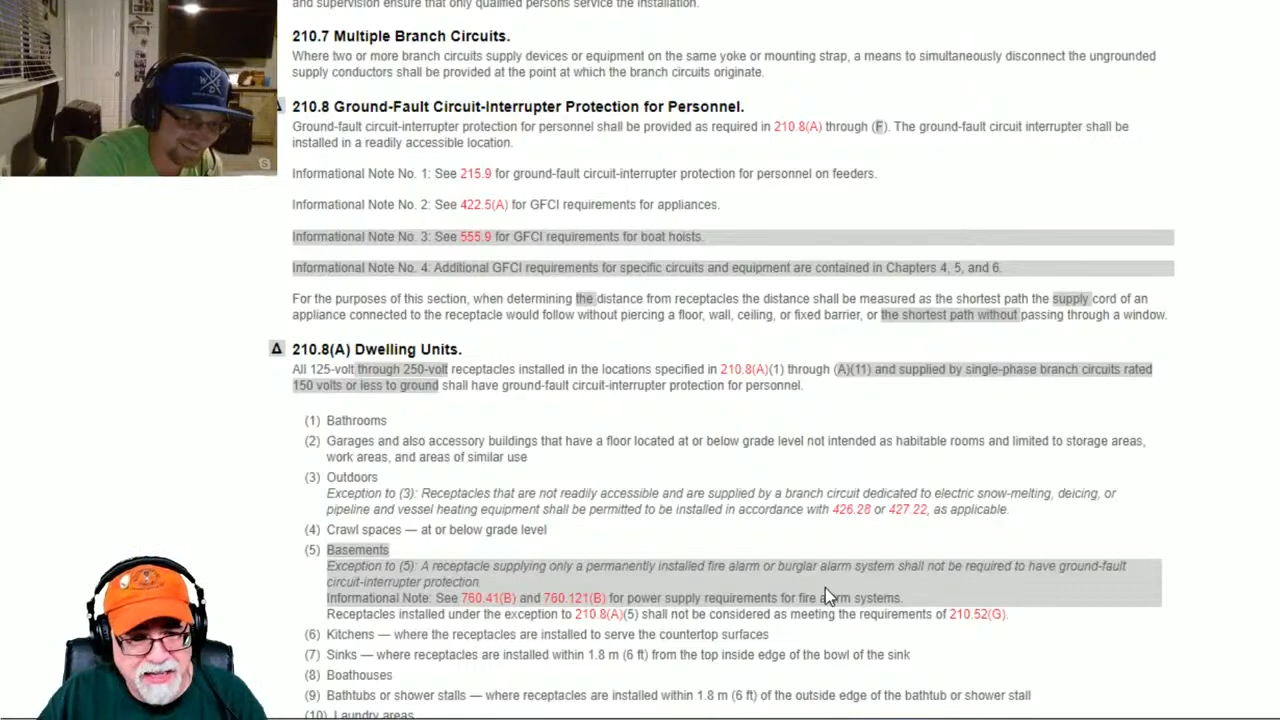 and supervision ensure that only qualified persons service the installation.
210.7 Multiple Branch Circuits.
Where two or more branch circuits supply devices or equipment on the same yoke or mounting strap, a means to simultaneously disconnect the ungrounded
supply conductors shall be provided at the point at which the branch circuits originate.
Δ 210.8 Ground-Fault Circuit-Interrupter Protection for Personnel.
Ground-fault circuit-interrupter protection for personnel shall be provided as required in 210.8(A) through (F). The ground-fault circuit interrupter shall be
installed in a readily accessible location.
Informational Note No. 1: See 215.9 for ground-fault circuit-interrupter protection for personnel on feeders.
Informational Note No. 2: See 422.5(A) for GFCI requirements for appliances.
Informational Note No. 3: See 555.9 for GFCI requirements for boat hoists.
Informational Note No. 4: Additional GFCI requirements for specific circuits and equipment are contained in Chapters 4, 5, and 6.
For the purposes of this section, when determining the distance from receptacles the distance shall be measured as the shortest path the supply cord of an
appliance connected to the receptacle would follow without piercing a floor, wall, ceiling, or fixed barrier, or the shortest path without passing through a window.
Δ 210.8(A) Dwelling Units.
All 125-volt through 250-volt receptacles installed in the locations specified in 210.8(A)(1) through (A)(11) and supplied by single-phase branch circuits rated
150 volts or less to ground shall have ground-fault circuit-interrupter protection for personnel.
(1) Bathrooms
(2) Garages and also accessory buildings that have a floor located at or below grade level not intended as habitable rooms and limited to storage areas,
work areas, and areas of similar use
(3) Outdoors
Exception to (3): Receptacles that are not readily accessible and are supplied by a branch circuit dedicated to electric snow-melting, deicing, or
pipeline and vessel heating equipment shall be permitted to be installed in accordance with 426.28 or 427.22, as applicable.
(4) Crawl spaces — at or below grade level
(5) Basements
Exception to (5): A receptacle supplying only a permanently installed fire alarm or burglar alarm system shall not be required to have ground-fault
circuit-interrupter protection
Informational Note: See 760.41(B) and 760.121(B) for power supply requirements for fire alarm systems.
Receptacles installed under the exception to 210.8(A)(5) shall not be considered as meeting the requirements of 210.52(G).
(6) Kitchens — where the receptacles are installed to serve the countertop surfaces
(7) Sinks — where receptacles are installed within 1.8 m (6 ft) from the top inside edge of the bowl of the sink
(8) Boathouses
(9) Bathtubs or shower stalls — where receptacles are installed within 1.8 m (6 ft) of the outside edge of the bathtub or shower stall
(10) Laundry areas